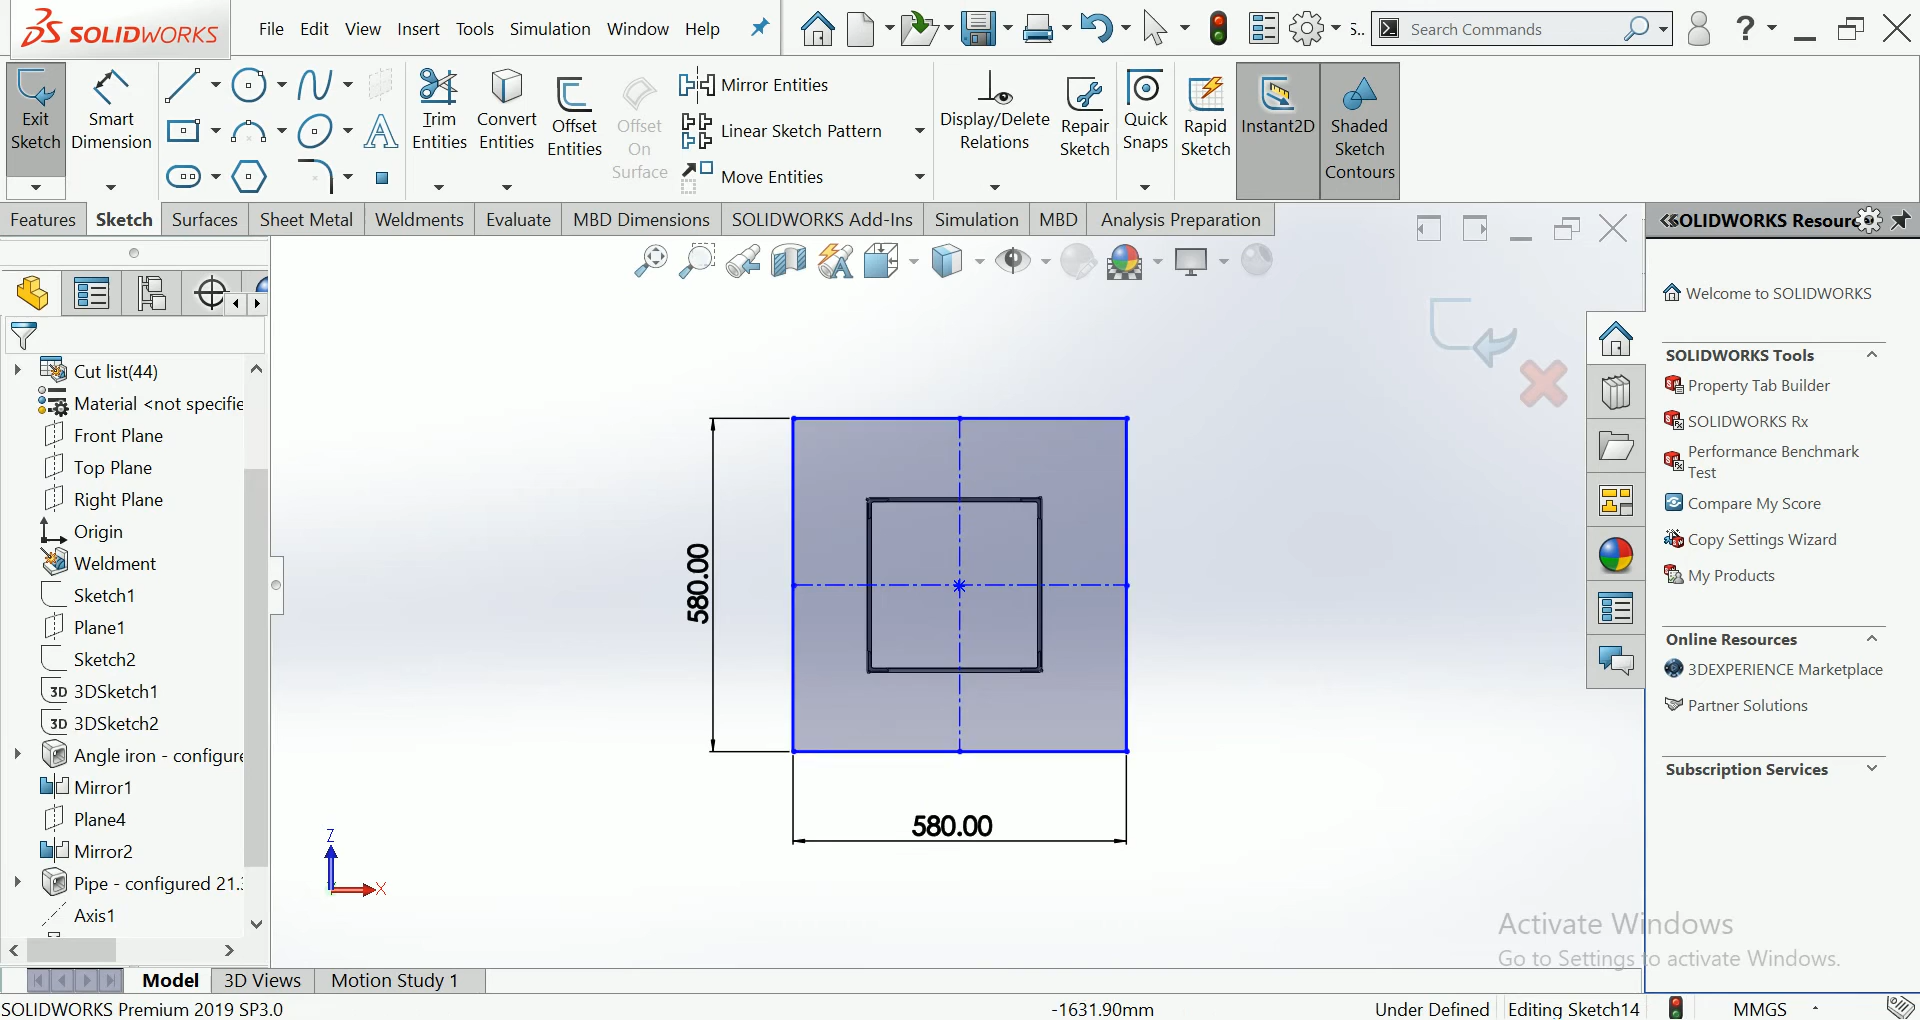 SOLIDWORKS File Edit View Insert Tools Simulation Window Help S.. Search Commands ?
Exit Sketch
Smart Dimension
Trim Entities
Convert Entities
Offset Entities
Offset On Surface
Mirror Entities
Linear Sketch Pattern
Move Entities
Display/Delete Relations
Repair Sketch
Quick Snaps
Rapid Sketch
Instant2D
Shaded Sketch Contours
Features Sketch Surfaces Sheet Metal Weldments Evaluate MBD Dimensions SOLIDWORKS Add-Ins Simulation MBD Analysis Preparation
Cut list(44)
Material <not specifie
Front Plane
Top Plane
Right Plane
Origin
Weldment
Sketch1
Plane1
Sketch2
3D 3DSketch1
3D 3DSketch2
Angle iron - configure
Mirror1
Plane4
Mirror2
Pipe - configured 21.
Axis1
580.00
580.00
Z
X
SOLIDWORKS Resour
Welcome to SOLIDWORKS
SOLIDWORKS Tools
Property Tab Builder
SOLIDWORKS Rx
Performance Benchmark
Test
Compare My Score
Copy Settings Wizard
My Products
Online Resources
3DEXPERIENCE Marketplace
Partner Solutions
Subscription Services
Activate Windows
Go to Settings to activate Windows.
Model 3D Views Motion Study 1
SOLIDWORKS Premium 2019 SP3.0 -1631.90mm Under Defined Editing Sketch14 MMGS